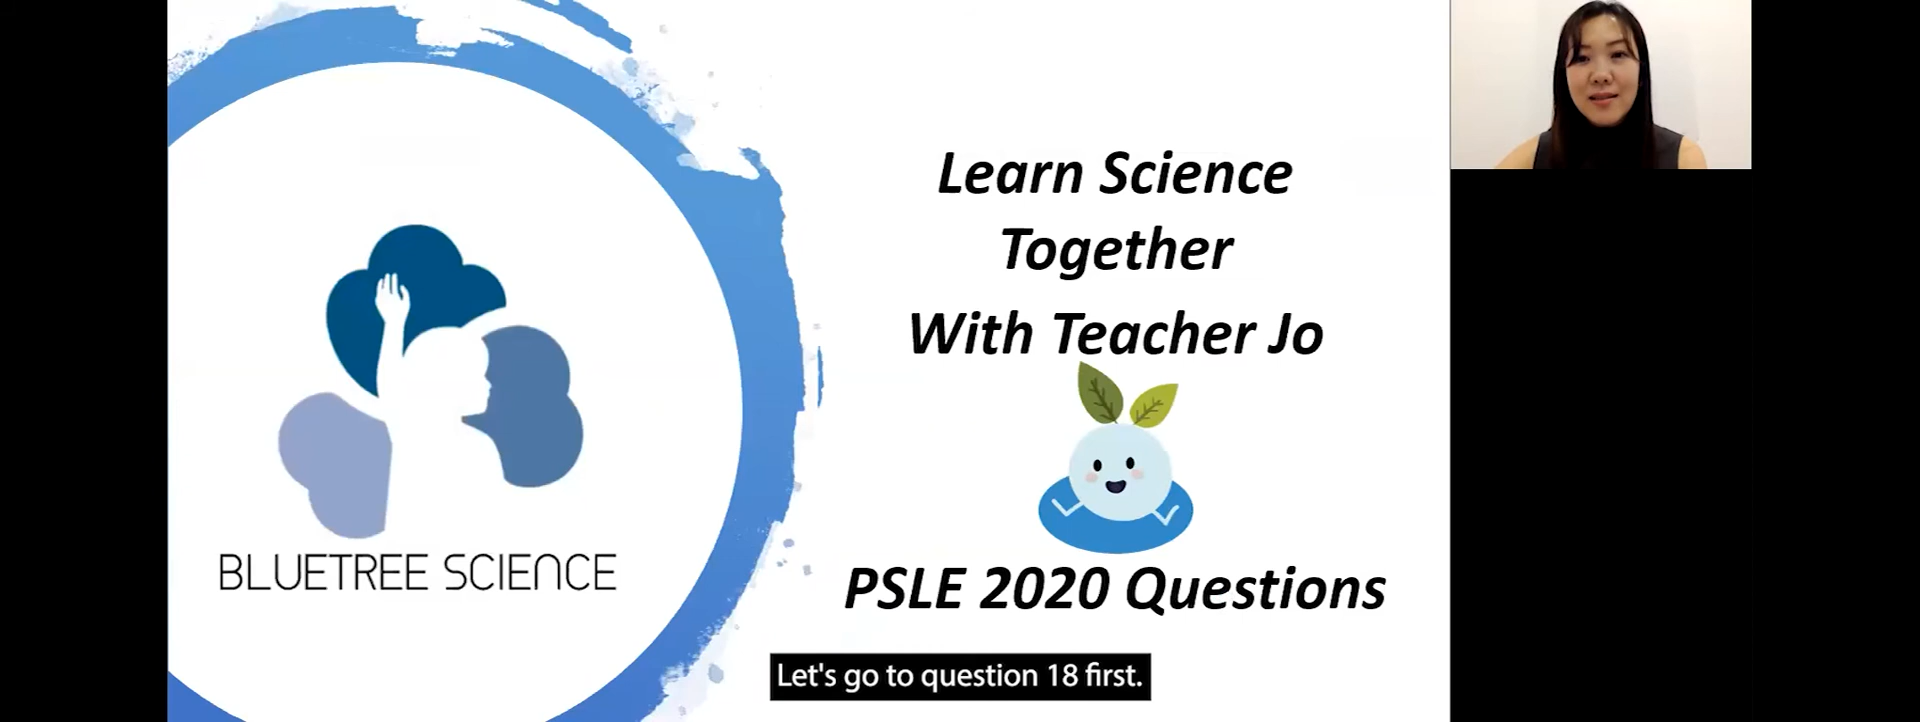 Learn Science
Together
With Teacher Jo
BLUETREE SCIENCE
PSLE 2020 Questions
Let's go to question 18 first.